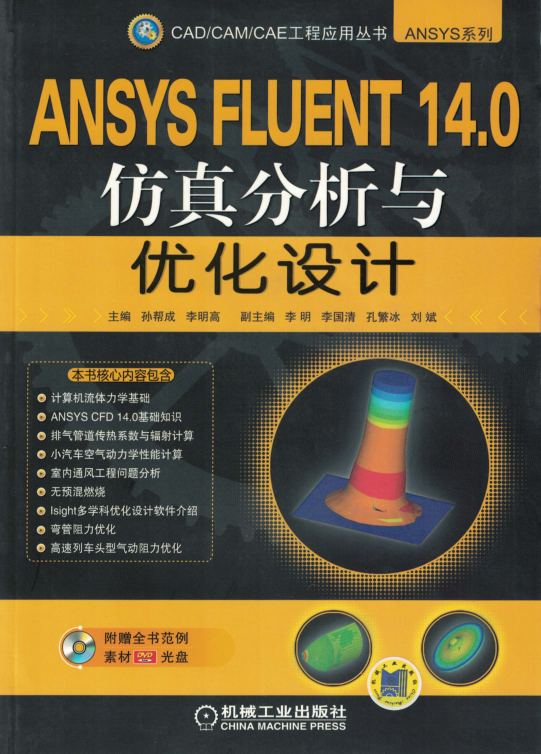 CAD/CAM/CAE工程应用丛书
ANSYS系列
ANSYS FLUENT 14.0
仿真分析与
优化设计
主编 孙帮成 李明高 副主编 李 明 李国清 孔繁冰 刘 斌
本书核心内容包含
计算机流体力学基础
ANSYS CFD 14.0基础知识
排气管道传热系数与辐射计算
小汽车空气动力学性能计算
室内通风工程问题分析
无预混燃烧
Isight多学科优化设计软件介绍
弯管阻力优化
高速列车头型气动阻力优化
附赠全书范例
素材DVD光盘
机械工业出版社
CHINA MACHINE PRESS